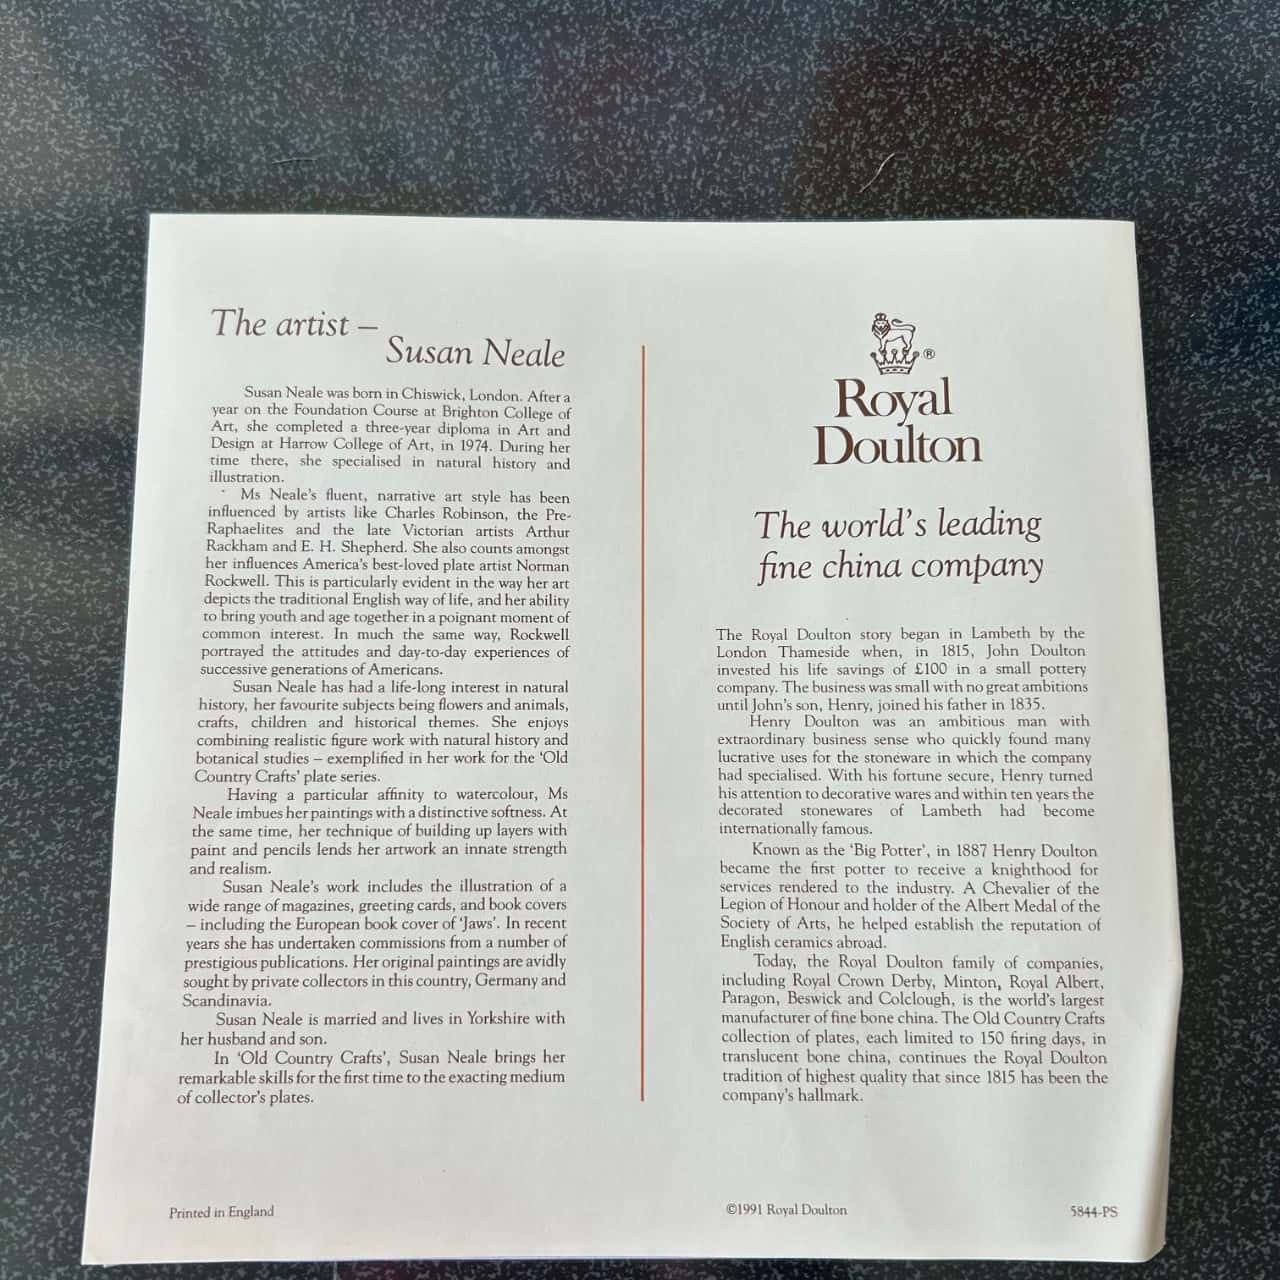 The artist –
Susan Neale
Susan Neale was born in Chiswick, London. After a
year on the Foundation Course at Brighton College of
Art, she completed a three-year diploma in Art and
Design at Harrow College of Art, in 1974. During her
time there, she specialised in natural history and
illustration.
Ms Neale's fluent, narrative art style has been
influenced by artists like Charles Robinson, the Pre-
Raphaelites and the late Victorian artists Arthur
Rackham and E. H. Shepherd. She also counts amongst
her influences America's best-loved plate artist Norman
Rockwell. This is particularly evident in the way her art
depicts the traditional English way of life, and her ability
to bring youth and age together in a poignant moment of
common interest. In much the same way, Rockwell
portrayed the attitudes and day-to-day experiences of
successive generations of Americans.
Susan Neale has had a life-long interest in natural
history, her favourite subjects being flowers and animals,
crafts, children and historical themes. She enjoys
combining realistic figure work with natural history and
botanical studies – exemplified in her work for the 'Old
Country Crafts' plate series.
Having a particular affinity to watercolour, Ms
Neale imbues her paintings with a distinctive softness. At
the same time, her technique of building up layers with
paint and pencils lends her artwork an innate strength
and realism.
Susan Neale's work includes the illustration of a
wide range of magazines, greeting cards, and book covers
– including the European book cover of 'Jaws'. In recent
years she has undertaken commissions from a number of
prestigious publications. Her original paintings are avidly
sought by private collectors in this country, Germany and
Scandinavia.
Susan Neale is married and lives in Yorkshire with
her husband and son.
In 'Old Country Crafts', Susan Neale brings her
remarkable skills for the first time to the exacting medium
of collector's plates.
Printed in England
®
Royal
Doulton
The world's leading
fine china company
The Royal Doulton story began in Lambeth by the
London Thameside when, in 1815, John Doulton
invested his life savings of £100 in a small pottery
company. The business was small with no great ambitions
until John's son, Henry, joined his father in 1835.
Henry Doulton was an ambitious man with
extraordinary business sense who quickly found many
lucrative uses for the stoneware in which the company
had specialised. With his fortune secure, Henry turned
his attention to decorative wares and within ten years the
decorated stonewares of Lambeth had become
internationally famous.
Known as the 'Big Potter', in 1887 Henry Doulton
became the first potter to receive a knighthood for
services rendered to the industry. A Chevalier of the
Legion of Honour and holder of the Albert Medal of the
Society of Arts, he helped establish the reputation of
English ceramics abroad.
Today, the Royal Doulton family of companies,
including Royal Crown Derby, Minton, Royal Albert,
Paragon, Beswick and Colclough, is the world's largest
manufacturer of fine bone china. The Old Country Crafts
collection of plates, each limited to 150 firing days, in
translucent bone china, continues the Royal Doulton
tradition of highest quality that since 1815 has been the
company's hallmark.
©1991 Royal Doulton
5844-PS